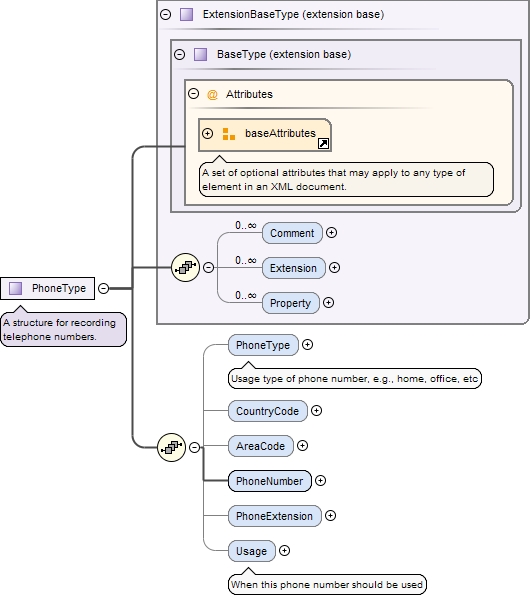 ExtensionBaseType (extension base)
BaseType (extension base)
@ Attributes
baseAttributes
A set of optional attributes that may apply to any type of
element in an XML document.
0..∞
Comment
0..∞
Extension
0..∞
Property
PhoneType
A structure for recording
telephone numbers.
PhoneType
Usage type of phone number, e.g., home, office, etc
CountryCode
AreaCode
PhoneNumber
PhoneExtension
Usage
When this phone number should be used